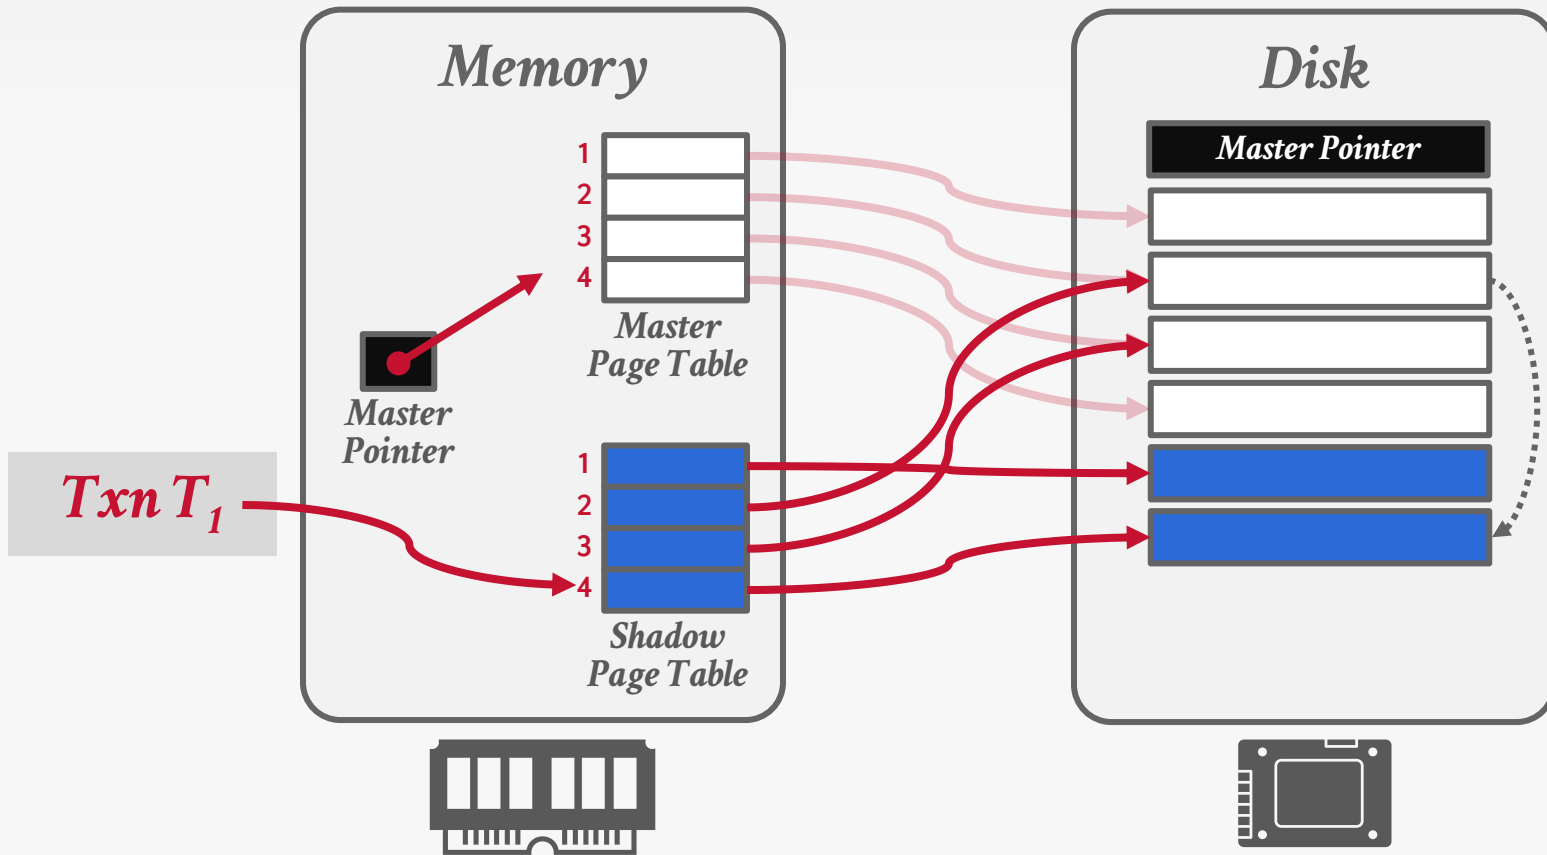 Memory
Disk
Master Pointer
1
2
3
4
Master
Page Table
Master
Pointer
Txn T1
1
2
3
4
Shadow
Page Table